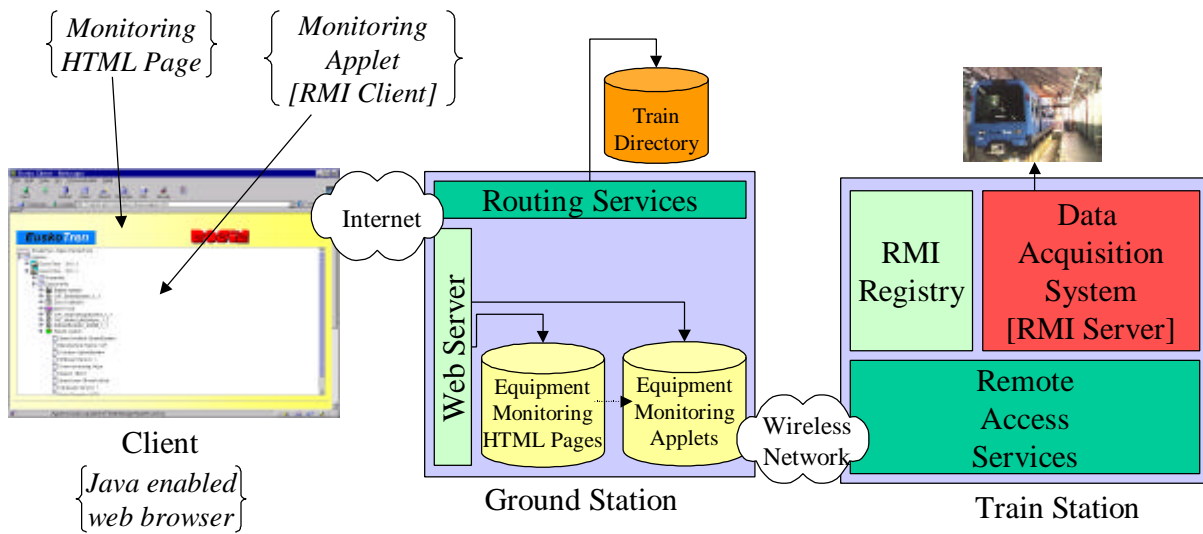 Monitoring
HTML Page
Monitoring
Applet
[RMI Client]
Train
Directory
Internet
Routing Services
EuskoTren
Web Server
Equipment
Monitoring
HTML Pages
Equipment
Monitoring
Applets
Wireless
Network
RMI
Registry
Data
Acquisition
System
[RMI Server]
Remote
Access
Services
Client
Java enabled
web browser
Ground Station
Train Station